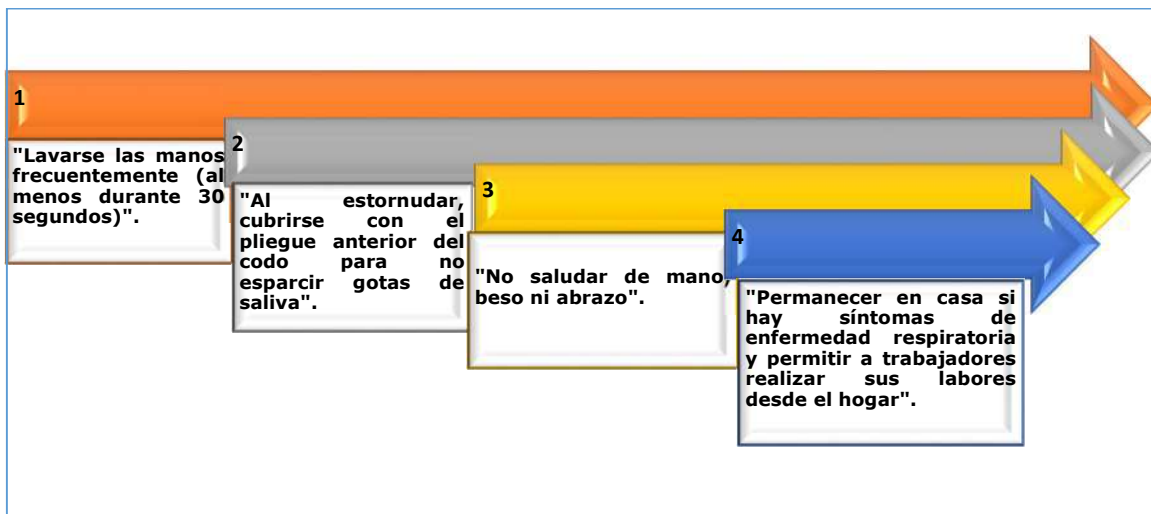 1
"Lavarse las manos
frecuentemente (al
menos durante 30
segundos)".
2
"Al estornudar,
cubrirse con el
pliegue anterior del
codo para no
esparcir gotas de
saliva".
3
"No saludar de mano,
beso ni abrazo".
4
"Permanecer en casa si
hay síntomas de
enfermedad respiratoria
y permitir a trabajadores
realizar sus labores
desde el hogar".